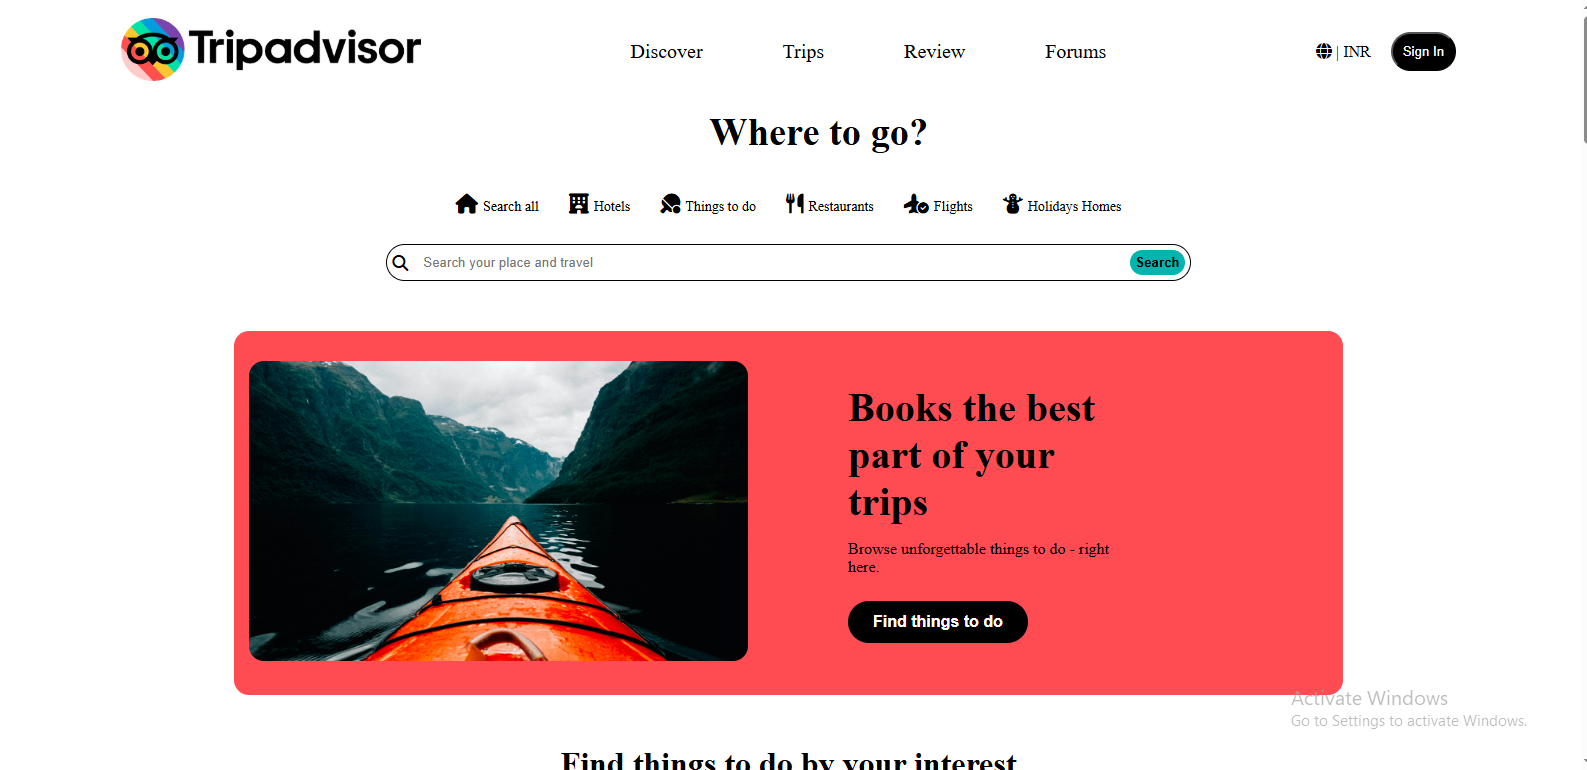 Tripadvisor
Discover Trips Review Forums
| INR Sign In
Where to go?
Search all Hotels Things to do Restaurants Flights Holidays Homes
Search your place and travel Search
Books the best
part of your
trips
Browse unforgettable things to do - right
here.
Find things to do
Activate Windows
Go to Settings to activate Windows.
Find things to do by your interest